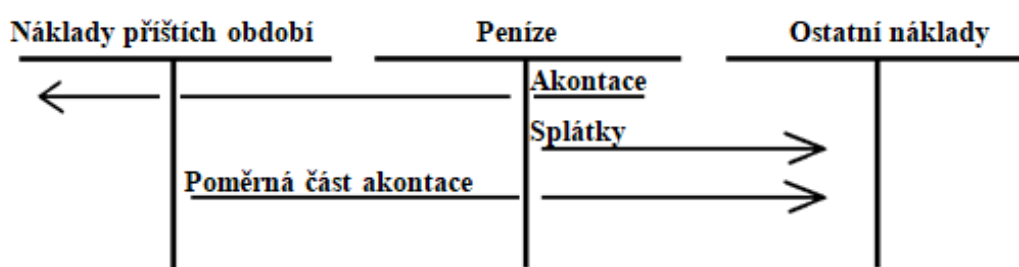 Náklady příštích období Peníze Ostatní náklady
Akontace
Splátky
Poměrná část akontace